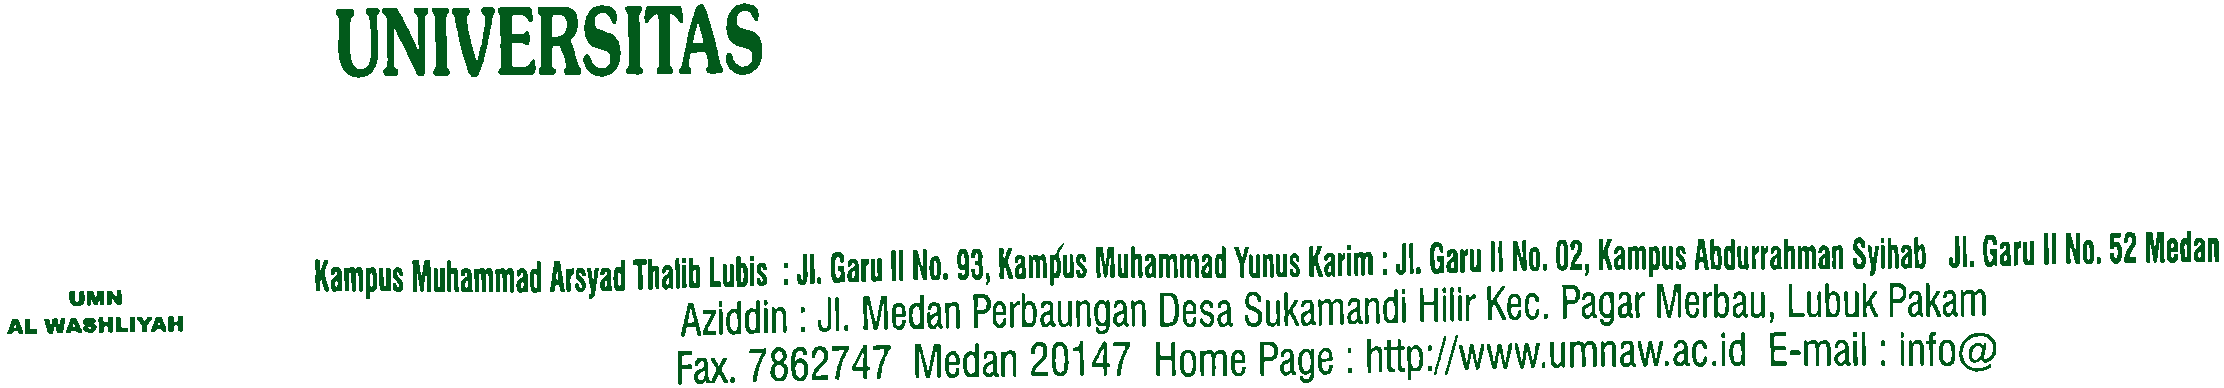 UNIVERSITAS
UMN
AL WASHLIYAH
Kampus Muhammad Arsyad Thalib Lubis : Jl. Garu II No. 93, Kampus Muhammad Yunus Karim : Jl. Garu II No. 02, Kampus Abdurrahman Syihab Jl. Garu II No. 52 Medan
Aziddin : Jl. Medan Perbaungan Desa Sukamandi Hilir Kec. Pagar Merbau, Lubuk Pakam
Fax. 7862747 Medan 20147 Home Page : http://www.umnaw.ac.id E-mail : info@